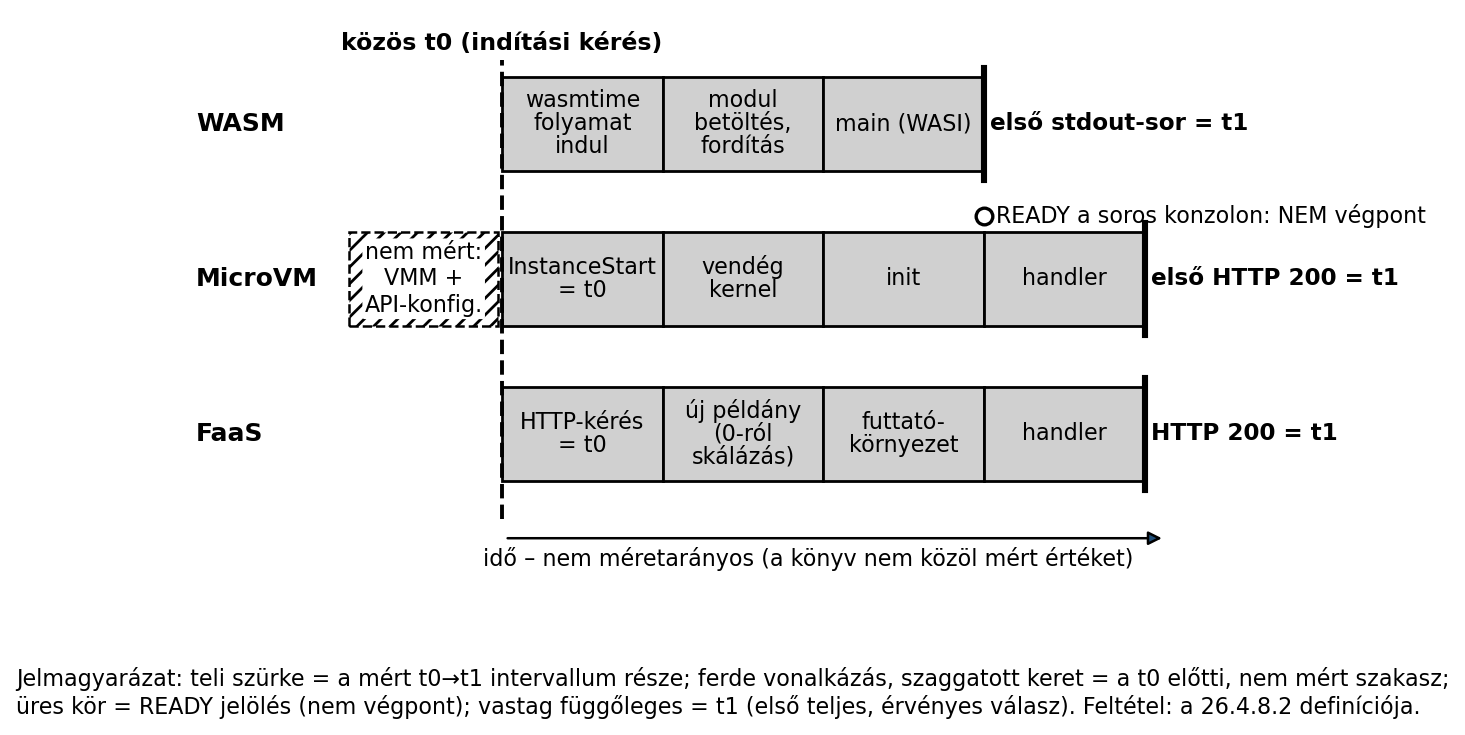 közös t0 (indítási kérés)
WASM
wasmtime
folyamat
indul
modul
betöltés,
fordítás
main (WASI)
első stdout-sor = t1
READY a soros konzolon: NEM végpont
MicroVM
nem mért:
VMM +
API-konfig.
InstanceStart
= t0
vendég
kernel
init
handler
első HTTP 200 = t1
FaaS
HTTP-kérés
= t0
új példány
(0-ról
skálázás)
futtató-
környezet
handler
HTTP 200 = t1
idő – nem méretarányos (a könyv nem közöl mért értéket)
Jelmagyarázat: teli szürke = a mért t0→t1 intervallum része; ferde vonalkázás, szaggatott keret = a t0 előtti, nem mért szakasz;
üres kör = READY jelölés (nem végpont); vastag függőleges = t1 (első teljes, érvényes válasz). Feltétel: a 26.4.8.2 definíciója.